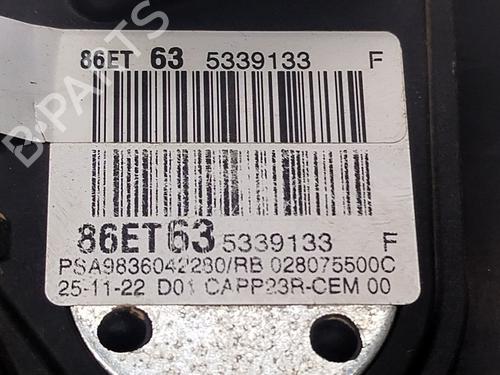 86ET 63 5339133 F
86ET 63 5339133 F
PSA9836042280/RB 028075500C
25-11-22 D01 CAPP23R-CEM 00
B-PARTS